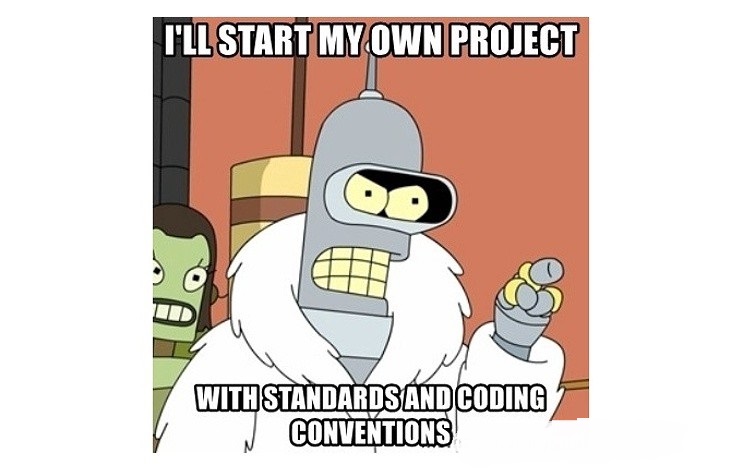 I'LL START MY OWN PROJECT
WITH STANDARDS AND CODING
CONVENTIONS